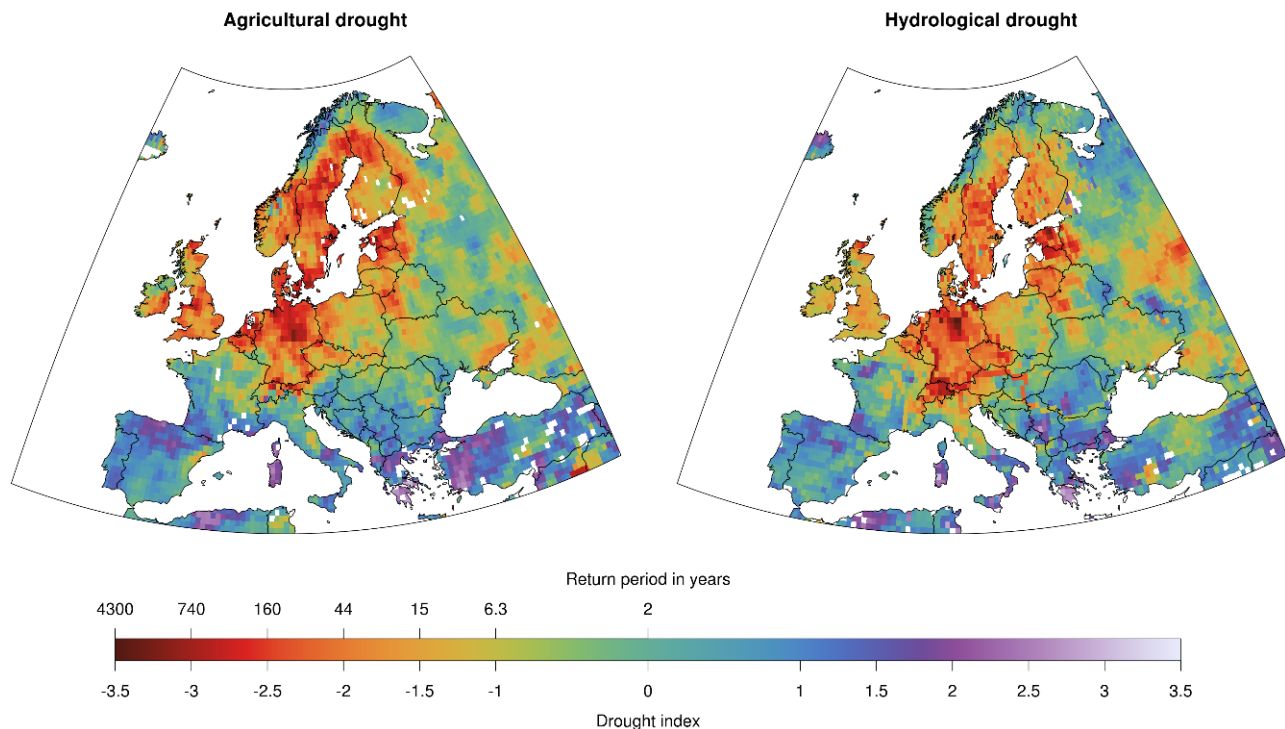 Agricultural drought
Hydrological drought
Return period in years
4300 740 160 44 15 6.3 2
-3.5 -3 -2.5 -2 -1.5 -1 0 1 1.5 2 2.5 3 3.5
Drought index